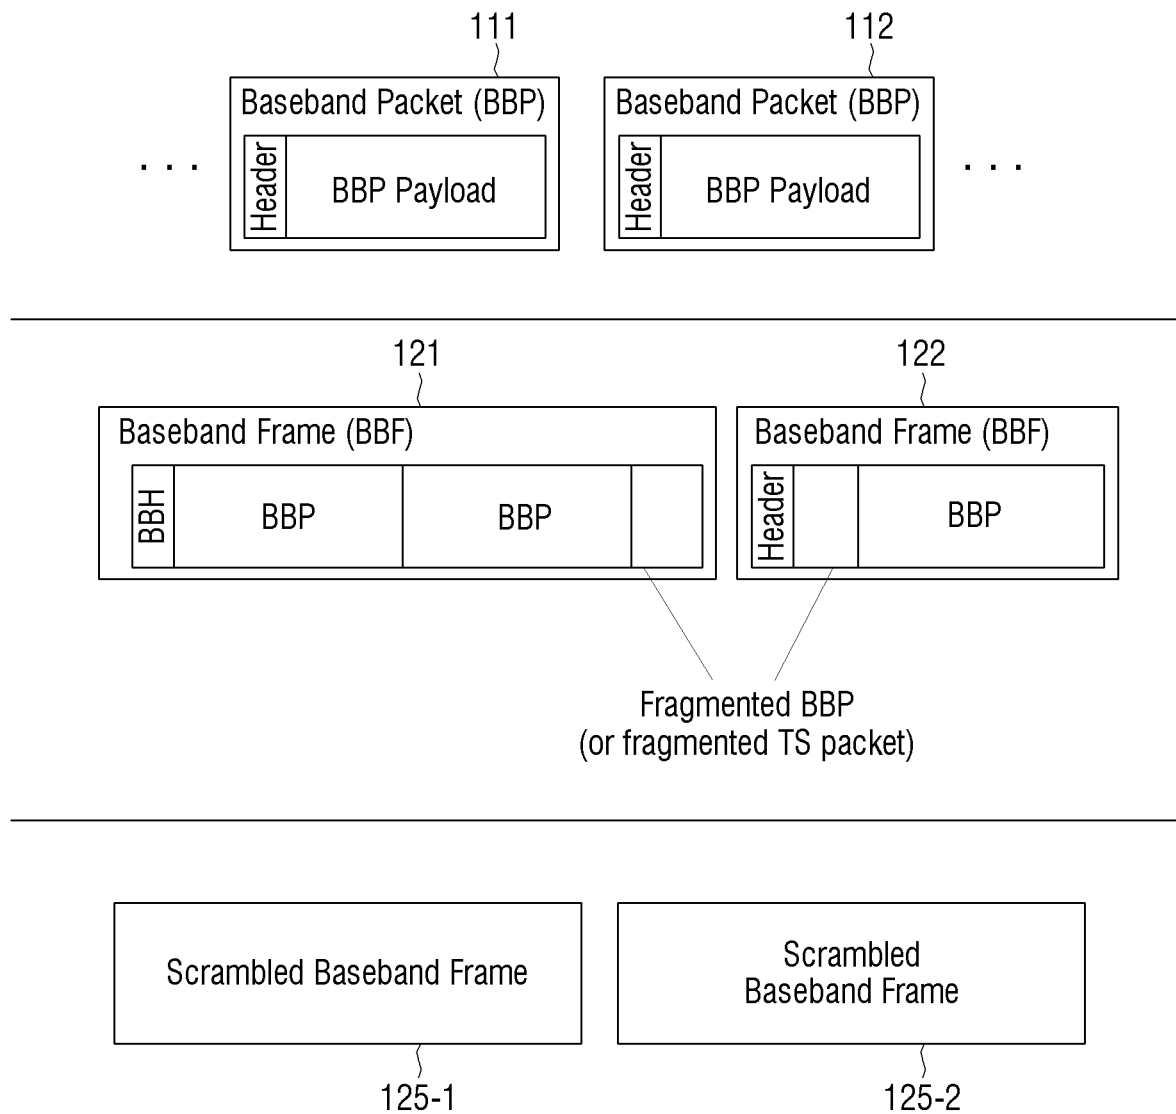 111
112
Baseband Packet (BBP)
Baseband Packet (BBP)
. . .
Header
BBP Payload
Header
BBP Payload
. . .
121
122
Baseband Frame (BBF)
Baseband Frame (BBF)
BBH
BBP
BBP
Header
BBP
Fragmented BBP
(or fragmented TS packet)
Scrambled Baseband Frame
Scrambled
Baseband Frame
125-1
125-2